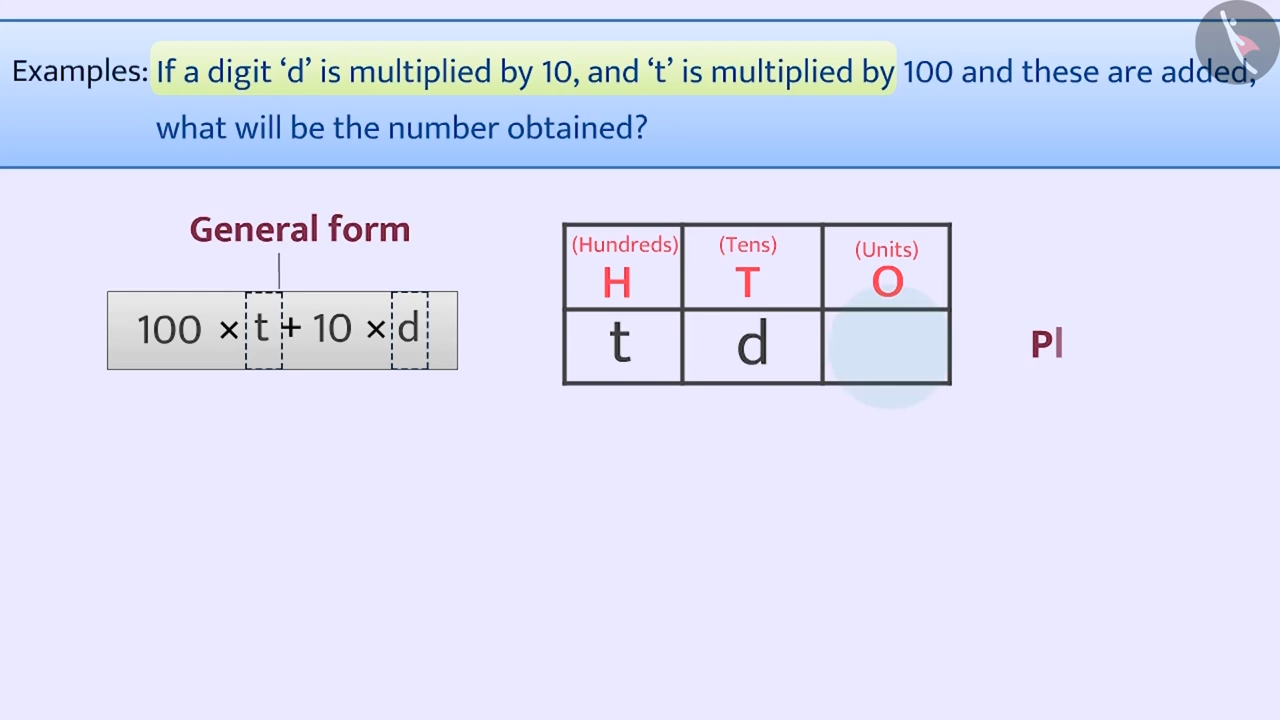 Examples: If a digit ‘d’ is multiplied by 10, and ‘t’ is multiplied by 100 and these are added,
what will be the number obtained?
General form
100 × t + 10 × d
(Hundreds) (Tens) (Units)
H T O
t d
Pl